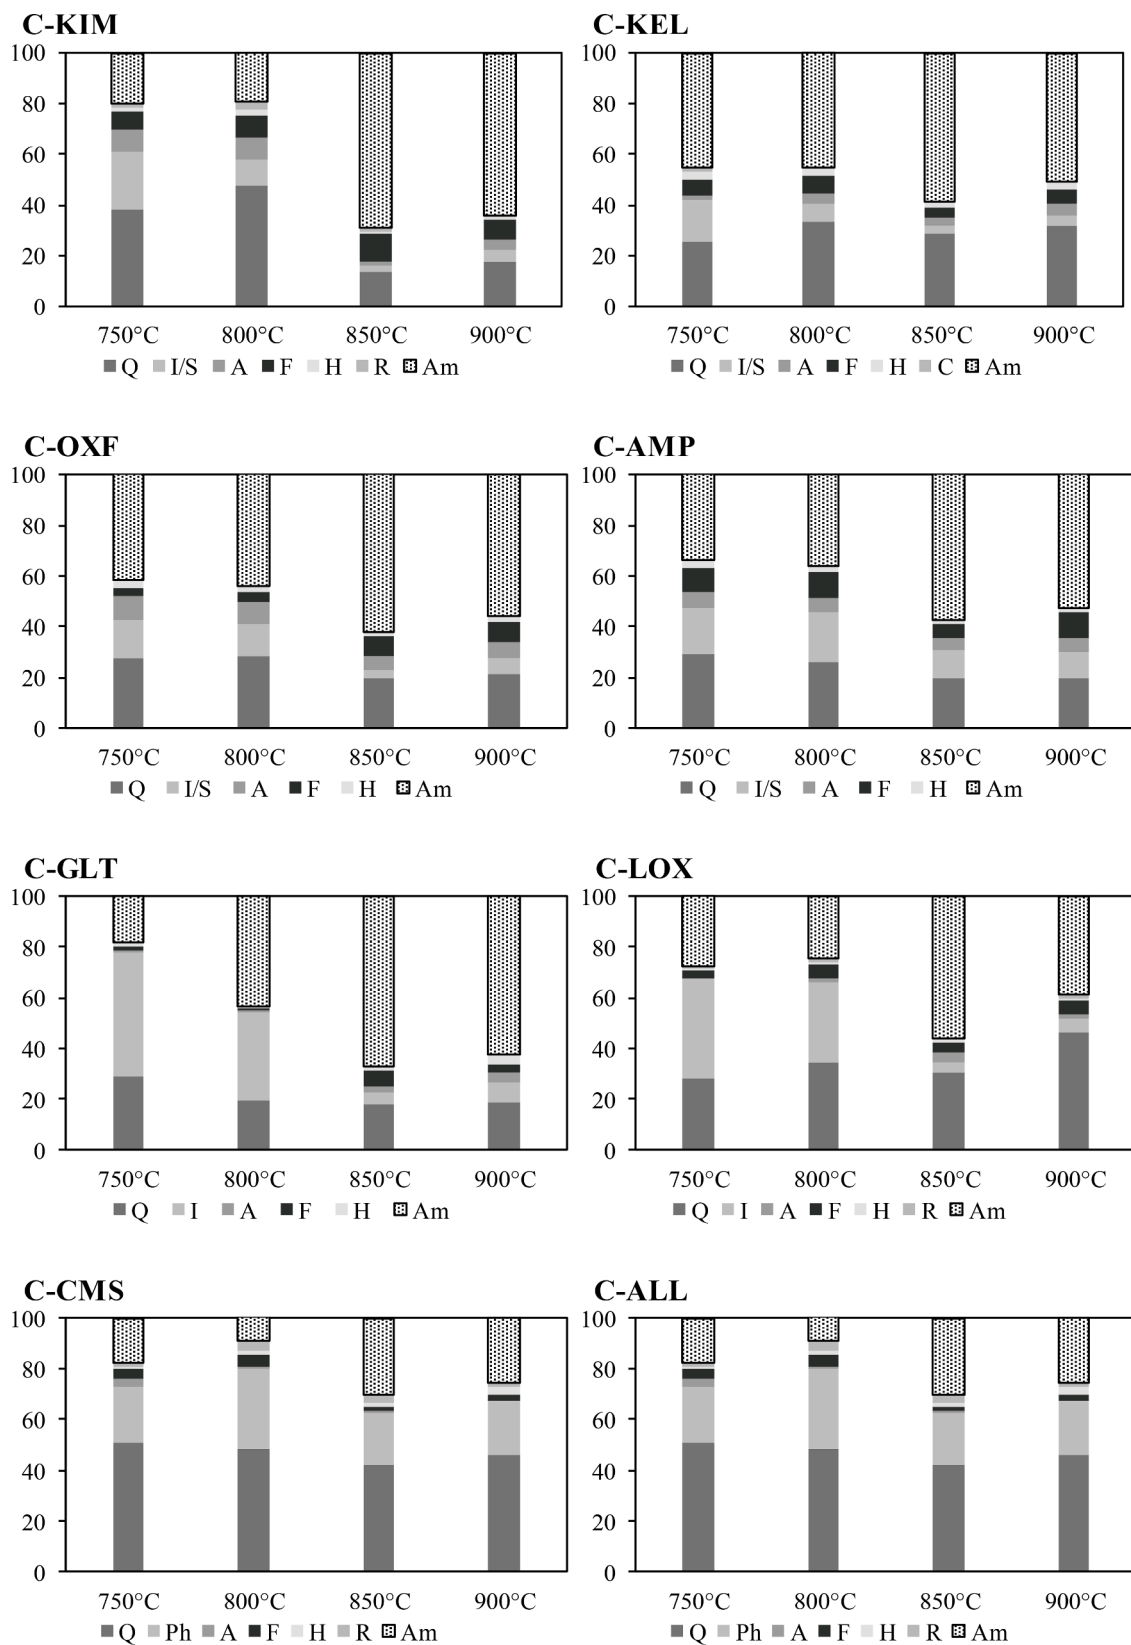 C-KIM
100
80
60
40
20
0
750°C 800°C 850°C 900°C
Q I/S A F H R Am
C-KEL
100
80
60
40
20
0
750°C 800°C 850°C 900°C
Q I/S A F H C Am
C-OXF
100
80
60
40
20
0
750°C 800°C 850°C 900°C
Q I/S A F H Am
C-AMP
100
80
60
40
20
0
750°C 800°C 850°C 900°C
Q I/S A F H Am
C-GLT
100
80
60
40
20
0
750°C 800°C 850°C 900°C
Q I A F H Am
C-LOX
100
80
60
40
20
0
750°C 800°C 850°C 900°C
Q I A F H R Am
C-CMS
100
80
60
40
20
0
750°C 800°C 850°C 900°C
Q Ph A F H R Am
C-ALL
100
80
60
40
20
0
750°C 800°C 850°C 900°C
Q Ph A F H R Am